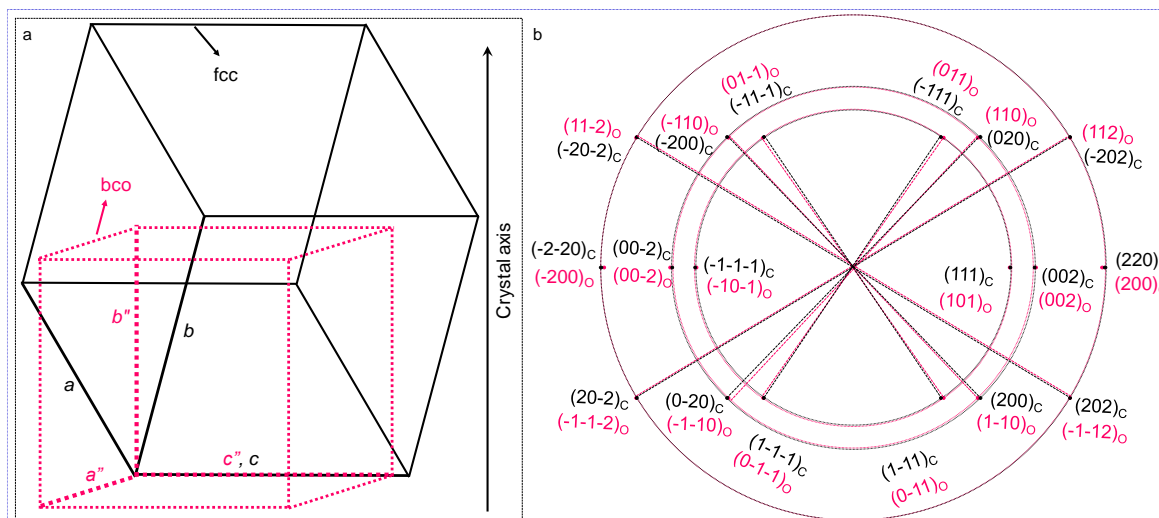 a
fcc
bco
b"
b
a
a"
c", c
Crystal axis
b
(01-1)O
(-11-1)C
(011)O
(-111)C
(11-2)O
(-20-2)C
(-110)O
(-200)C
(110)O
(020)C
(112)O
(-202)C
(-2-20)C
(-200)O
(00-2)C
(00-2)O
(-1-1-1)C
(-10-1)O
(111)C
(101)O
(002)C
(002)O
(220)
(200)
(20-2)C
(-1-1-2)O
(0-20)C
(-1-10)O
(1-1-1)C
(0-1-1)O
(1-11)C
(0-11)O
(200)C
(1-10)O
(202)C
(-1-12)O